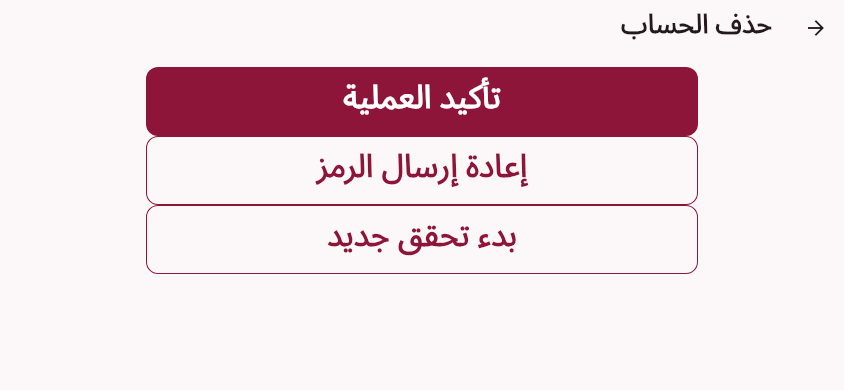 حذف الحساب
تأكيد العملية
إعادة إرسال الرمز
بدء تحقق جديد